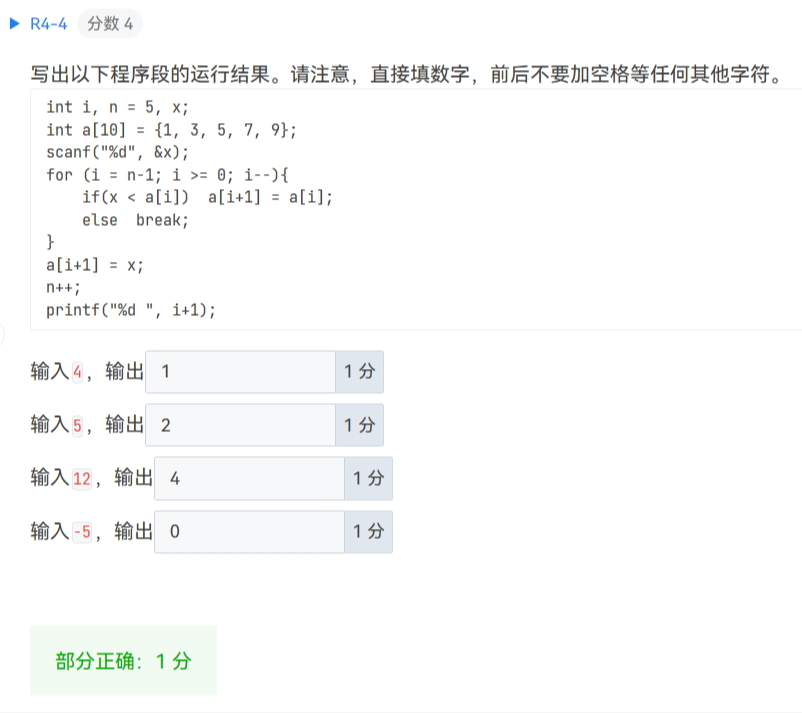 R4-4 分数 4
写出以下程序段的运行结果。请注意，直接填数字，前后不要加空格等任何其他字符。
int i, n = 5, x;
int a[10] = {1, 3, 5, 7, 9};
scanf("%d", &x);
for (i = n-1; i >= 0; i--){
    if(x < a[i])  a[i+1] = a[i];
    else  break;
}
a[i+1] = x;
n++;
printf("%d ", i+1);
输入4，输出 1 1 分
输入5，输出 2 1 分
输入12，输出 4 1 分
输入-5，输出 0 1 分
部分正确：1 分